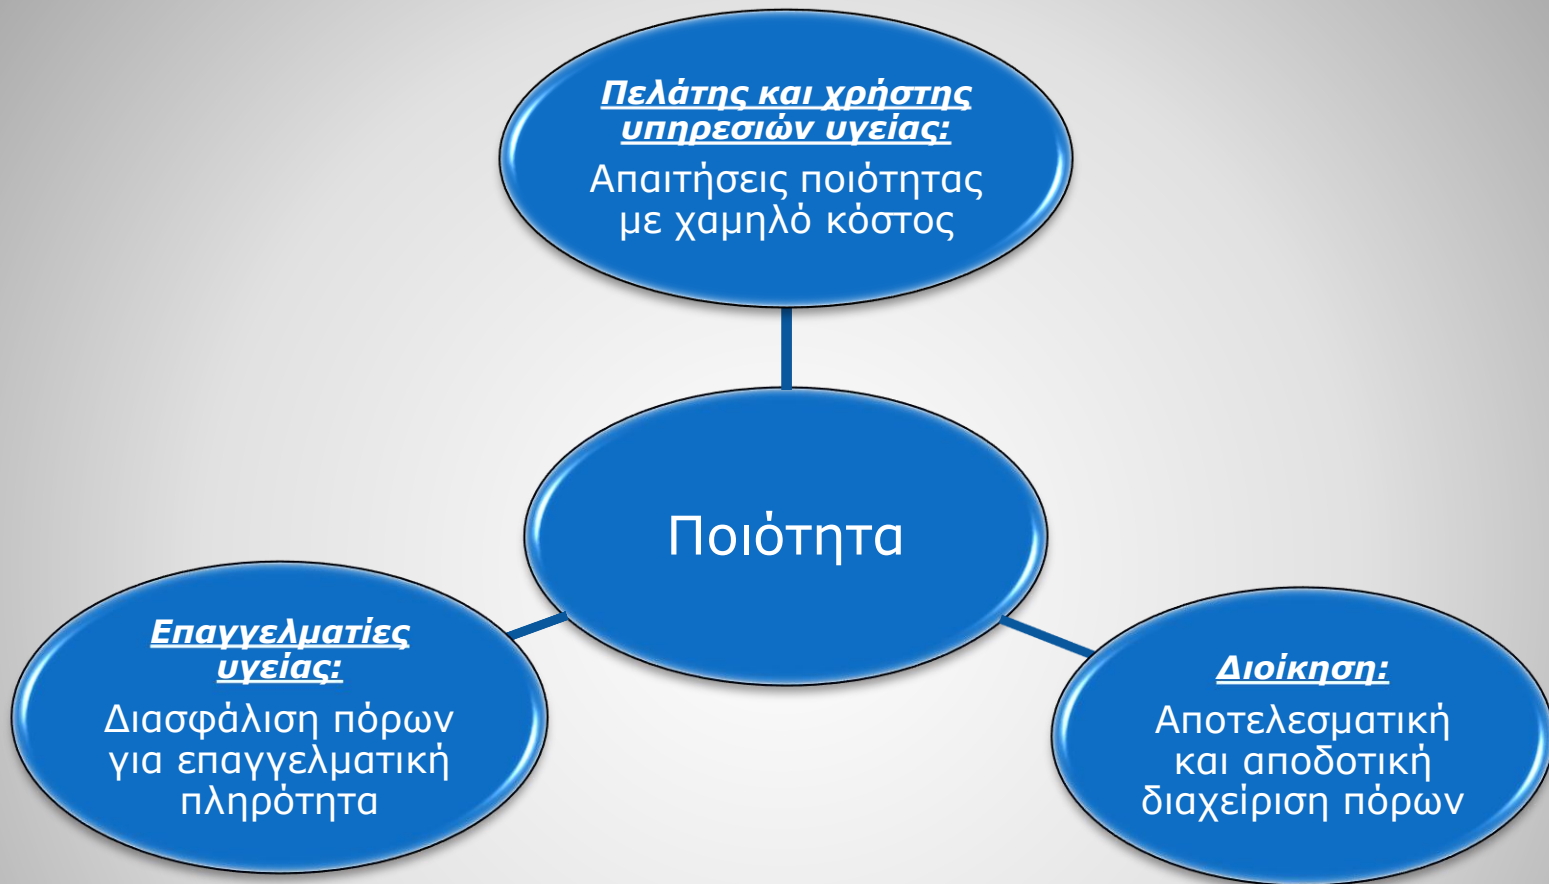 Πελάτης και χρήστης
υπηρεσιών υγείας:
Απαιτήσεις ποιότητας
με χαμηλό κόστος
Ποιότητα
Επαγγελματίες
υγείας:
Διασφάλιση πόρων
για επαγγελματική
πληρότητα
Διοίκηση:
Αποτελεσματική
και αποδοτική
διαχείριση πόρων